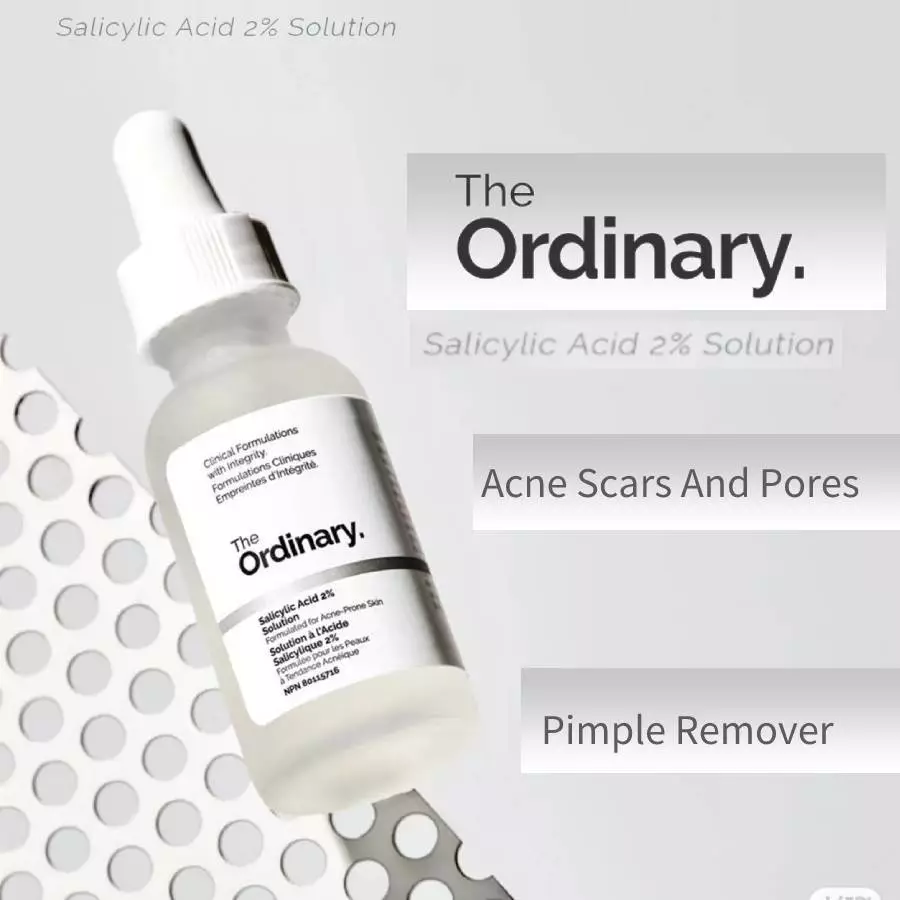 Salicylic Acid 2% Solution
The
Ordinary.
Salicylic Acid 2% Solution
Acne Scars And Pores
Pimple Remover
Clinical Formulations
with Integrity.
Formulations Cliniques
Empreintes d'Intégrité.
The
Ordinary.
Salicylic Acid 2%
Solution
Formulated for Acne-Prone Skin
Solution à l'Acide
Salicylique 2%
Formulée pour les Peaux
à Tendance Acnéique
NPN 80115716